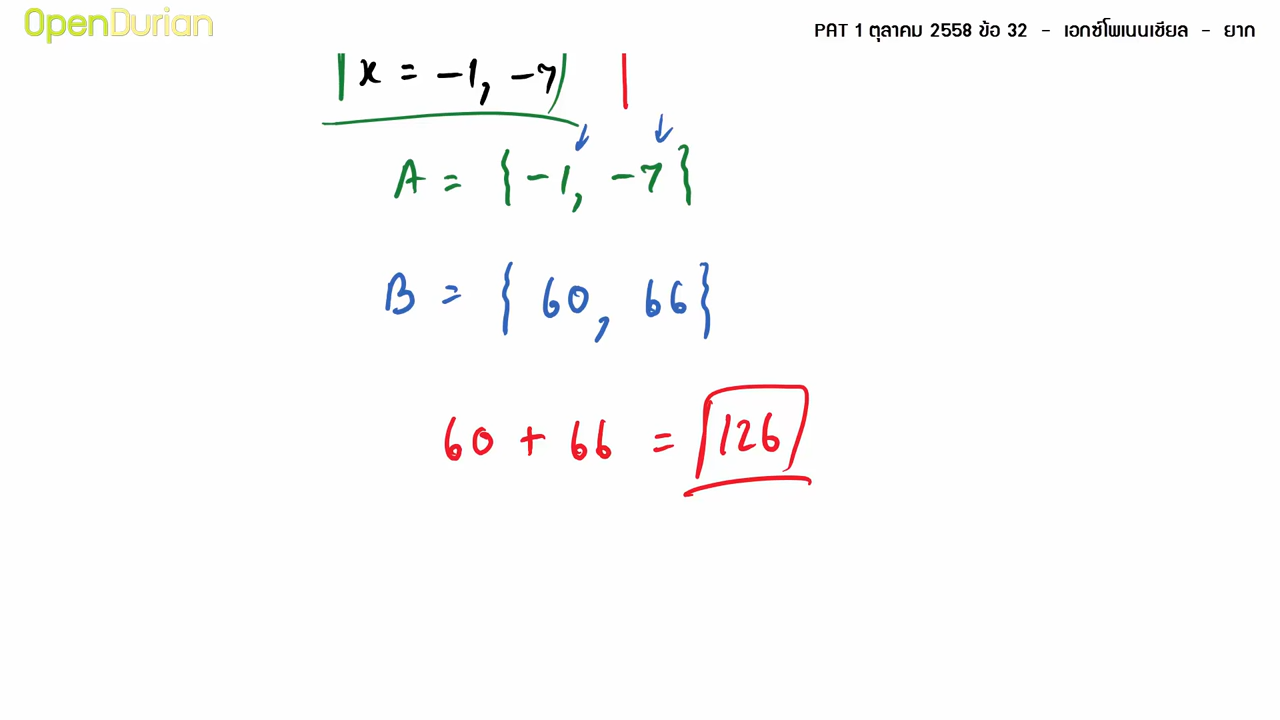 OpenDurian
PAT 1 ตุลาคม 2558 ข้อ 32 - เอกซ์โพเนนเชียล - ยาก
x = -1, -7
A = {-1, -7}
B = {60, 66}
60 + 66 = 126